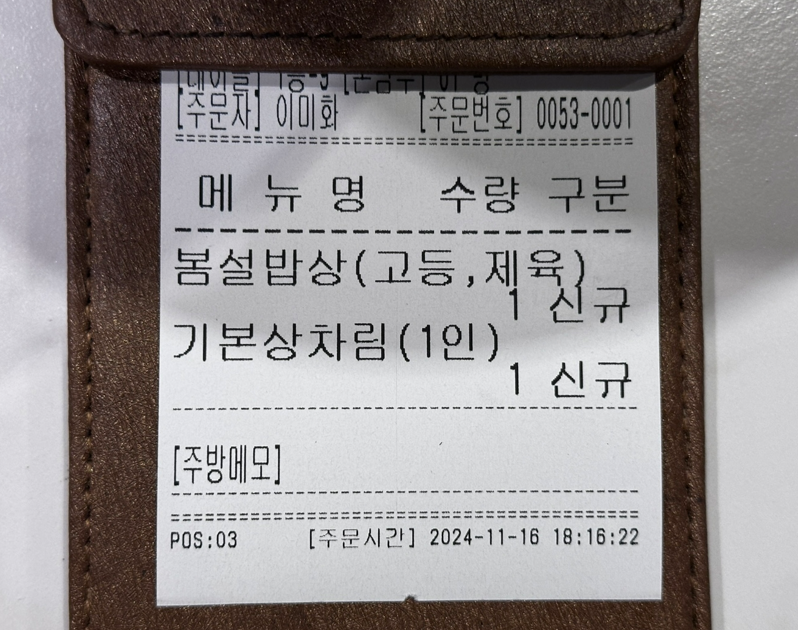 [주문자] 이미화 [주문번호] 0053-0001
메 뉴 명 수량 구분
봄설밥상(고등,제육)
1 신규
기본상차림(1인)
1 신규
[주방메모]
POS:03 [주문시간] 2024-11-16 18:16:22